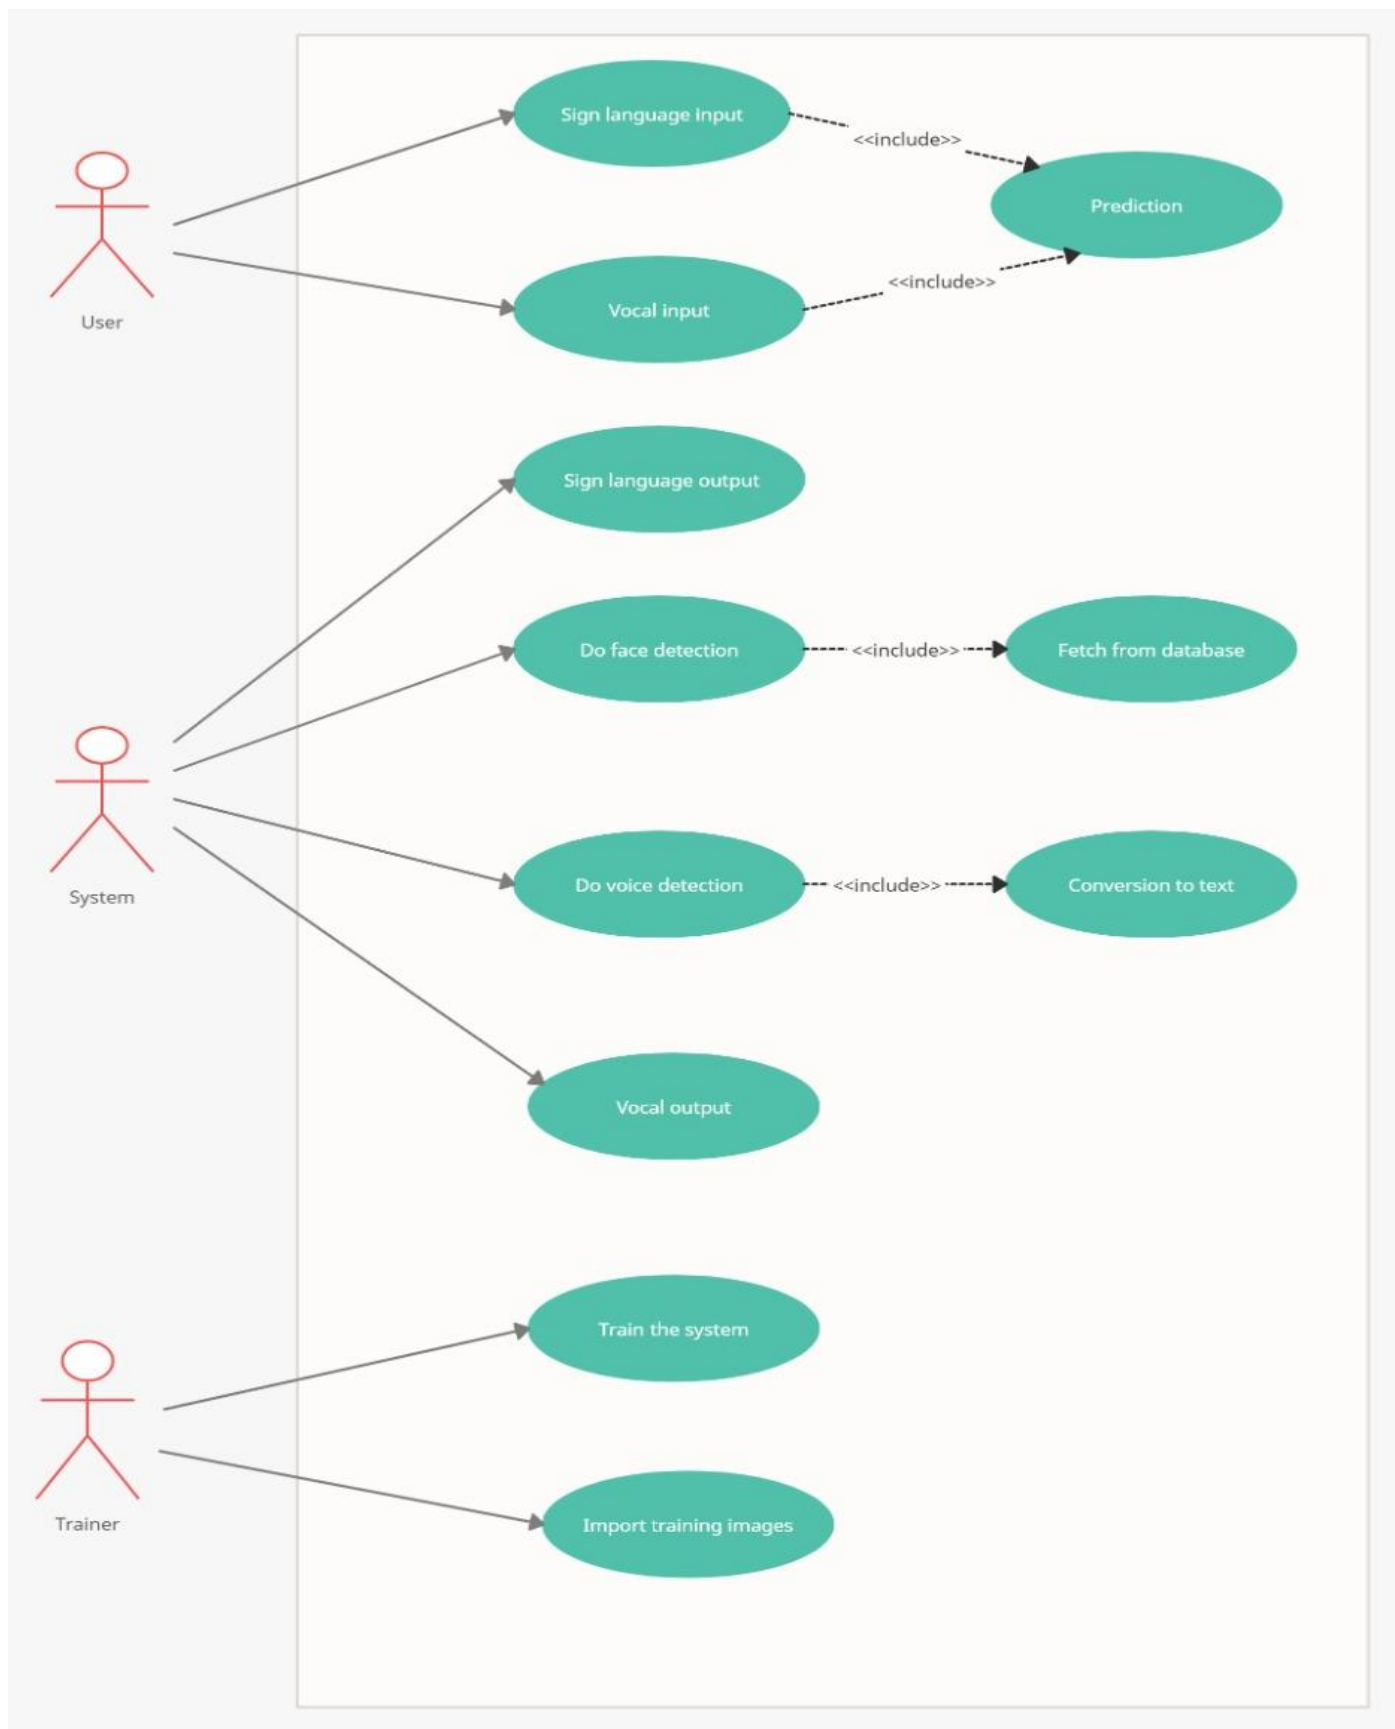 Sign language input
<<include>>
Prediction
<<include>>
Vocal input
User
Sign language output
Do face detection
<<include>>
Fetch from database
System
Do voice detection
<<include>>
Conversion to text
Vocal output
Train the system
Trainer
Import training images